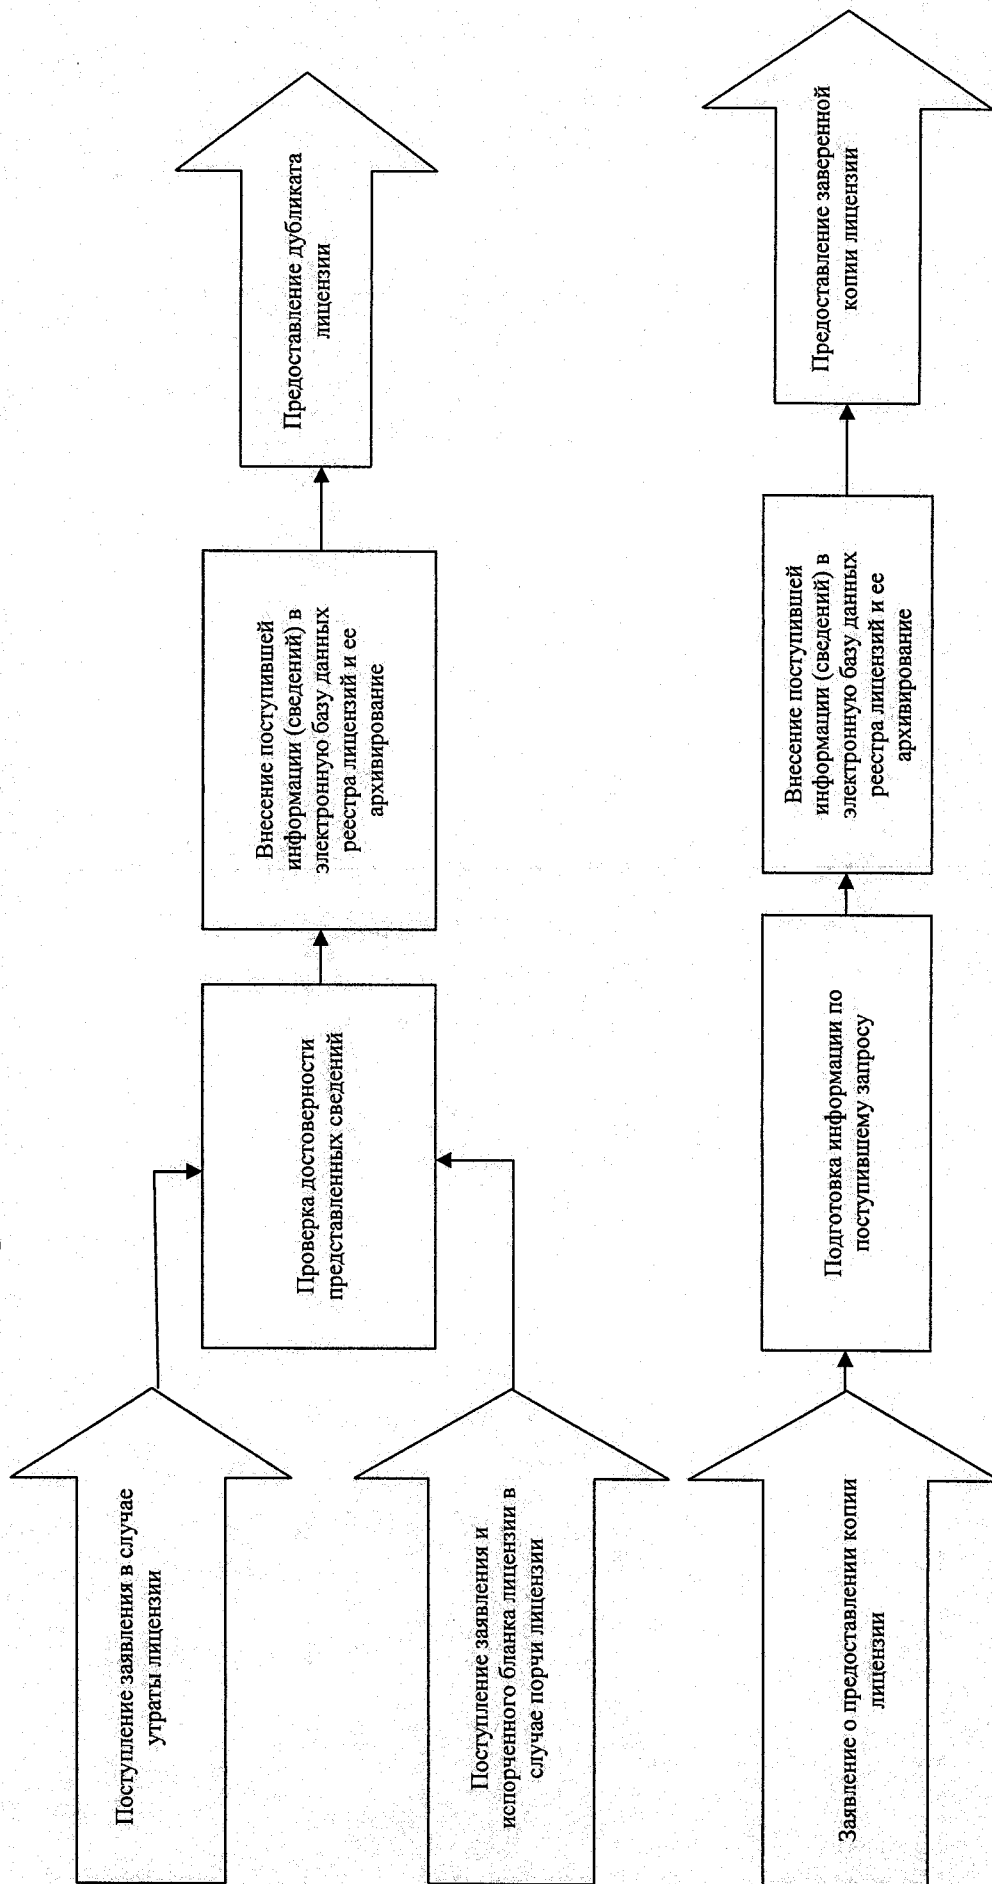 Поступление заявления в случае
утраты лицензии
Поступление заявления и
испорченного бланка лицензии в
случае порчи лицензии
Проверка достоверности
представленных сведений
Внесение поступившей
информации (сведений) в
электронную базу данных
реестра лицензий и ее
архивирование
Предоставление дубликата
лицензии
Заявление о предоставлении копии
лицензии
Подготовка информации по
поступившему запросу
Внесение поступившей
информации (сведений) в
электронную базу данных
реестра лицензий и ее
архивирование
Предоставление заверенной
копии лицензии